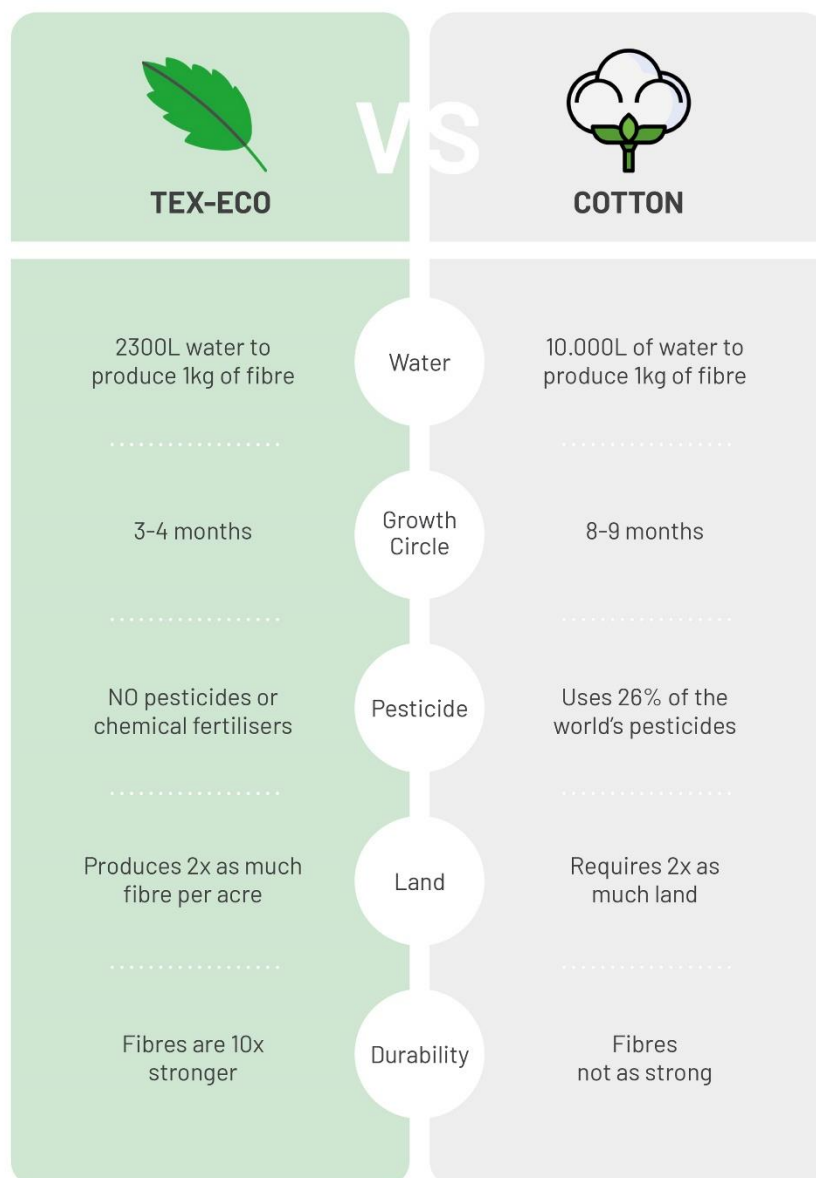 VS
TEX-ECO
COTTON
2300L water to
produce 1kg of fibre
Water
10.000L of water to
produce 1kg of fibre
3-4 months
Growth
Circle
8-9 months
NO pesticides or
chemical fertilisers
Pesticide
Uses 26% of the
world's pesticides
Produces 2x as much
fibre per acre
Land
Requires 2x as
much land
Fibres are 10x
stronger
Durability
Fibres
not as strong